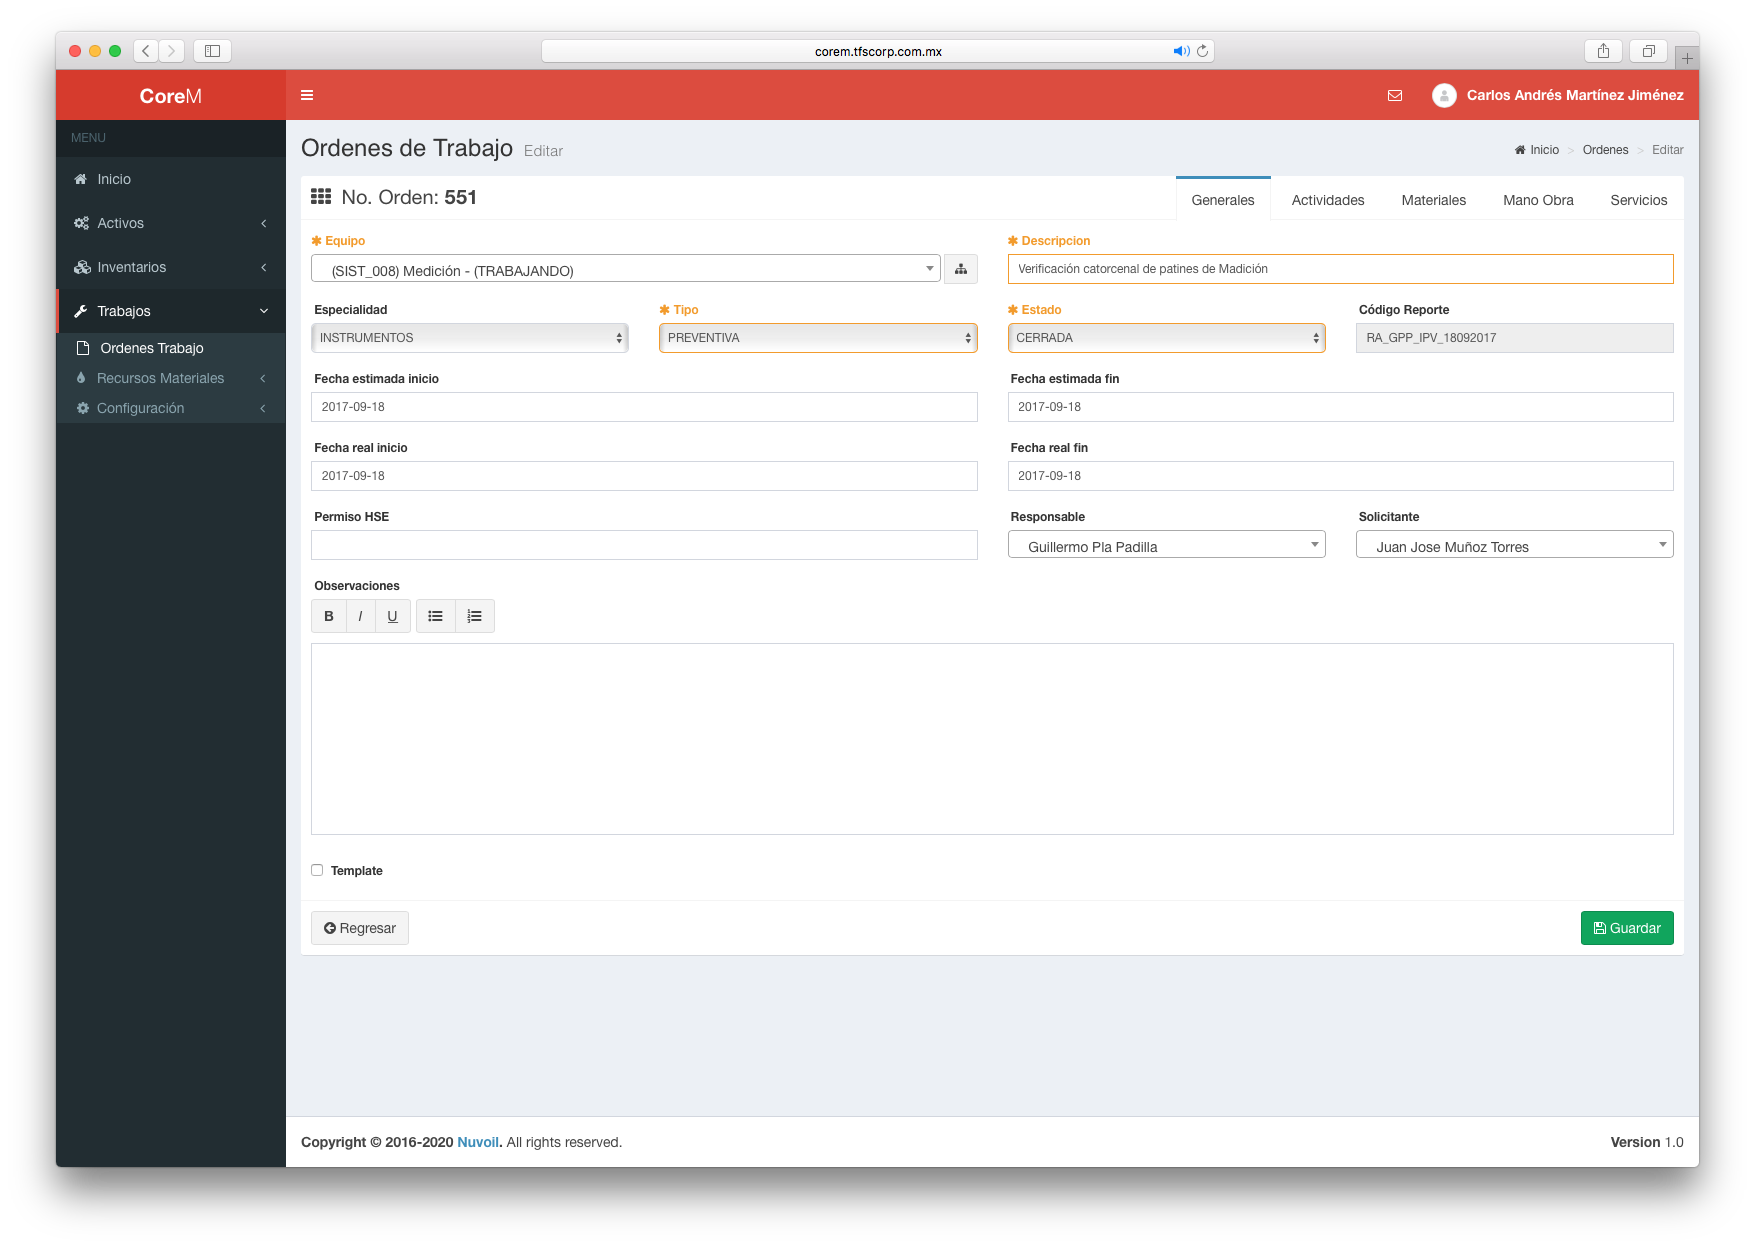 corem.tfscorp.com.mx
CoreM
Carlos Andrés Martínez Jiménez
MENU
Inicio
Activos
Inventarios
Trabajos
Ordenes Trabajo
Recursos Materiales
Configuración
Ordenes de Trabajo Editar
Inicio > Ordenes > Editar
No. Orden: 551
Generales Actividades Materiales Mano Obra Servicios
✱ Equipo
(SIST_008) Medición - (TRABAJANDO)
✱ Descripcion
Verificación catorcenal de patines de Madición
Especialidad
INSTRUMENTOS
✱ Tipo
PREVENTIVA
✱ Estado
CERRADA
Código Reporte
RA_GPP_IPV_18092017
Fecha estimada inicio
2017-09-18
Fecha estimada fin
2017-09-18
Fecha real inicio
2017-09-18
Fecha real fin
2017-09-18
Permiso HSE
Responsable
Guillermo Pla Padilla
Solicitante
Juan Jose Muñoz Torres
Observaciones
B I U
Template
Regresar
Guardar
Copyright © 2016-2020 Nuvoil. All rights reserved.
Version 1.0